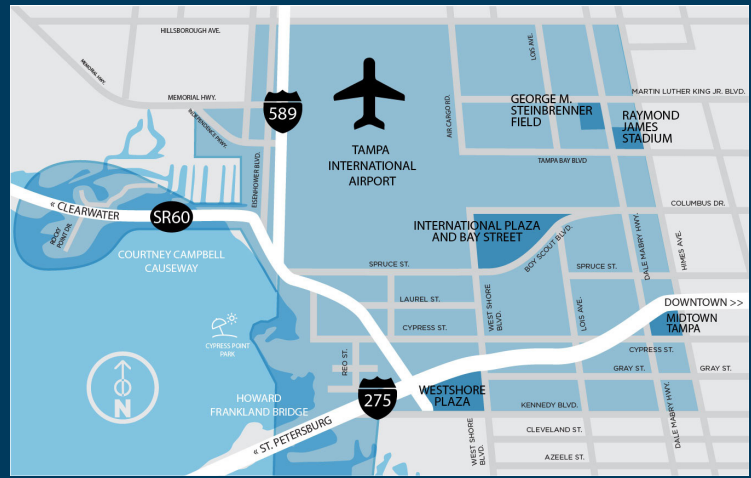 HILLSBOROUGH AVE.
MEMORIAL HWY.
MEMORIAL HWY.
INDEPENDENCE PKWY.
589
EISENHOWER BLVD.
TAMPA
INTERNATIONAL
AIRPORT
AIR CARGO RD.
LOIS AVE.
GEORGE M.
STEINBRENNER
FIELD
MARTIN LUTHER KING JR. BLVD.
RAYMOND
JAMES
STADIUM
TAMPA BAY BLVD
« CLEARWATER
SR60
ROCKY
POINT DR.
COURTNEY CAMPBELL
CAUSEWAY
COLUMBUS DR.
INTERNATIONAL PLAZA
AND BAY STREET
BOY SCOUT BLVD.
DALE MABRY HWY.
HIMES AVE.
SPRUCE ST.
SPRUCE ST.
LAUREL ST.
WEST SHORE
BLVD.
LOIS AVE.
DOWNTOWN >>
CYPRESS ST.
MIDTOWN
TAMPA
CYPRESS POINT
PARK
REO ST.
CYPRESS ST.
GRAY ST.
GRAY ST.
N
HOWARD
FRANKLAND BRIDGE
275
WESTSHORE
PLAZA
KENNEDY BLVD.
DALE MABRY HWY.
« ST. PETERSBURG
WEST SHORE
BLVD.
CLEVELAND ST.
AZEELE ST.